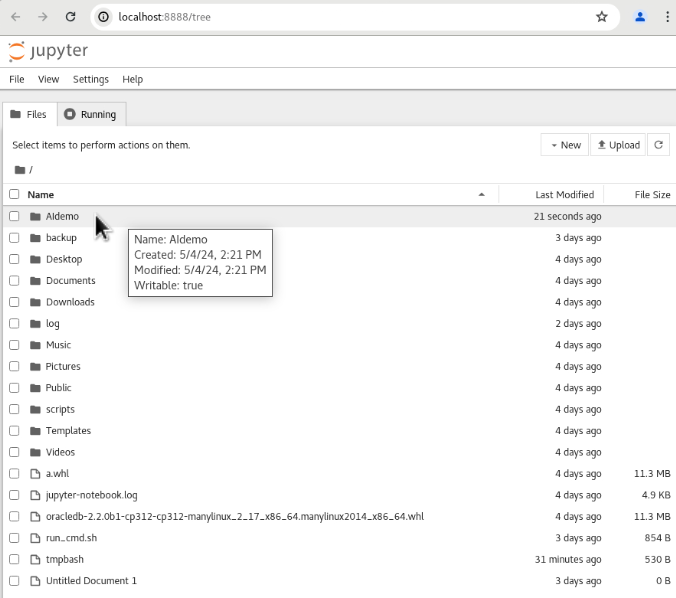 localhost:8888/tree
jupyter
File View Settings Help
Files Running
Select items to perform actions on them. New Upload
/
Name Last Modified File Size
AIdemo 21 seconds ago
Name: AIdemo
Created: 5/4/24, 2:21 PM
Modified: 5/4/24, 2:21 PM
Writable: true
backup 3 days ago
Desktop 4 days ago
Documents 4 days ago
Downloads 4 days ago
log 2 days ago
Music 4 days ago
Pictures 4 days ago
Public 4 days ago
scripts 4 days ago
Templates 4 days ago
Videos 4 days ago
a.whl 4 days ago 11.3 MB
jupyter-notebook.log 4 days ago 4.9 KB
oracledb-2.2.0b1-cp312-cp312-manylinux_2_17_x86_64.manylinux2014_x86_64.whl 4 days ago 11.3 MB
run_cmd.sh 3 days ago 854 B
tmpbash 31 minutes ago 530 B
Untitled Document 1 3 days ago 0 B